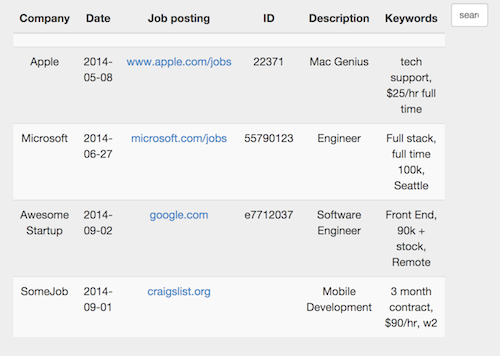 Company Date Job posting ID Description Keywords
Apple 2014- www.apple.com/jobs 22371 Mac Genius tech
05-08 support,
$25/hr full
time
Microsoft 2014- microsoft.com/jobs 55790123 Engineer Full stack,
06-27 full time
100k,
Seattle
Awesome 2014- google.com e7712037 Software Front End,
Startup 09-02 Engineer 90k +
stock,
Remote
SomeJob 2014- craigslist.org Mobile 3 month
09-01 Development contract,
$90/hr, w2